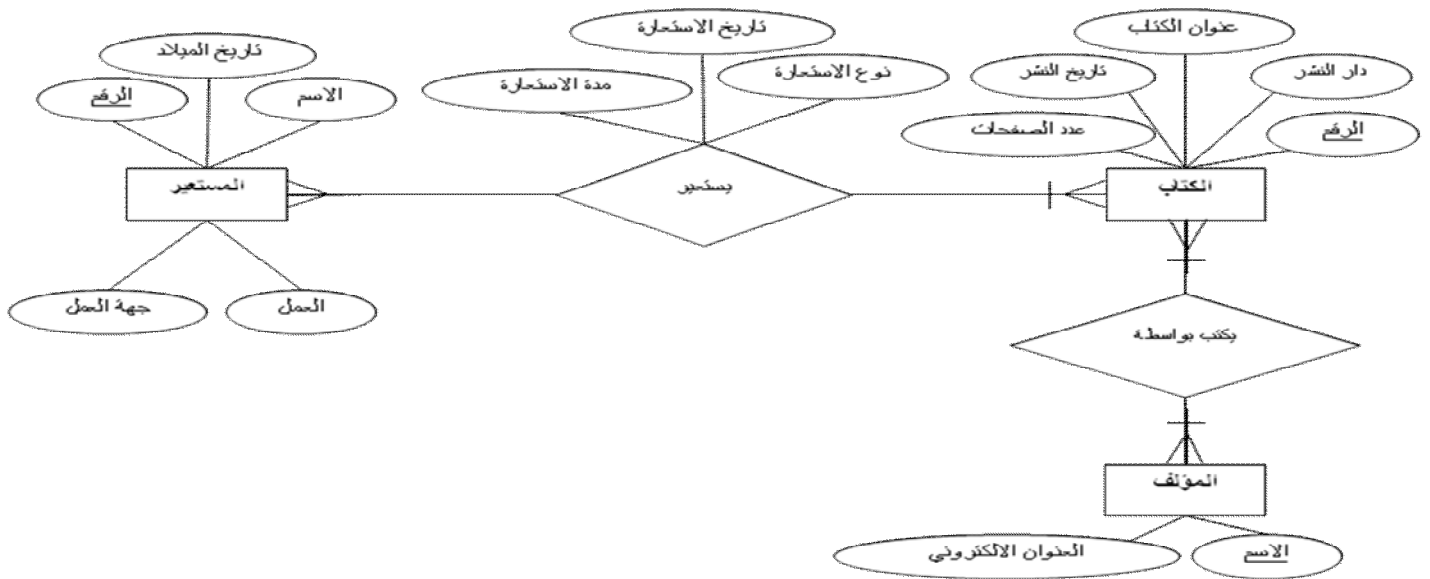 عنوان الكتاب
تاريخ الاستعارة
تاريخ الميلاد
دار النشر
تاريخ النشر
نوع الاستعارة
مدة الاستعارة
الاسم
الرقم
الرقم
عدد الصفحات
الكتاب
يستعير
المستعير
العمل
جهة العمل
يكتب بواسطة
المؤلف
الاسم
العنوان الالكتروني